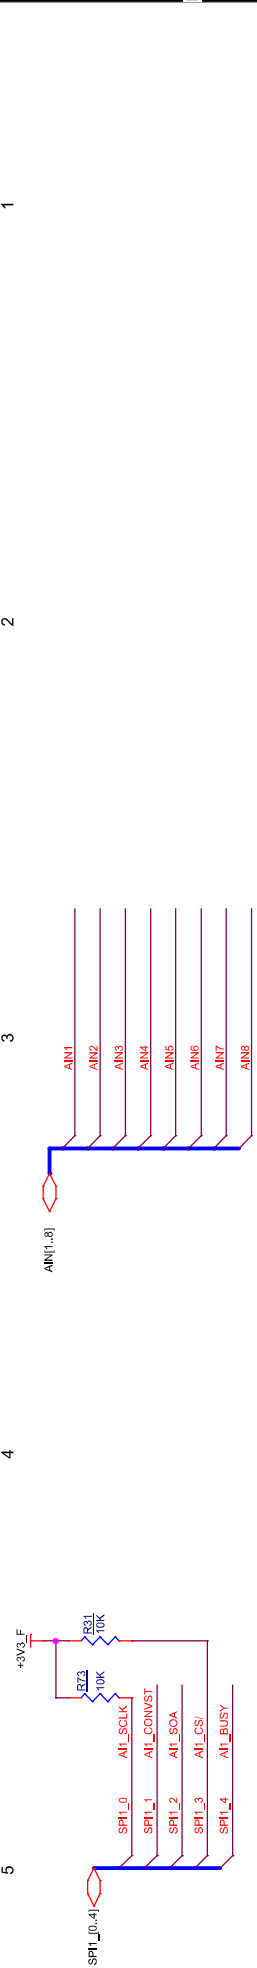 1
2
3
4
5
AIN1
AIN2
AIN3
AIN4
AIN5
AIN6
AIN7
AIN8
AIN[1..8]
+3V3_F
R31
10K
R73
10K
SPI1_0 AI1_SCLK
SPI1_1 AI1_CONVST
SPI1_2 AI1_SOA
SPI1_3 AI1_CS/
SPI1_4 AI1_BUSY
SPI1_[0..4]